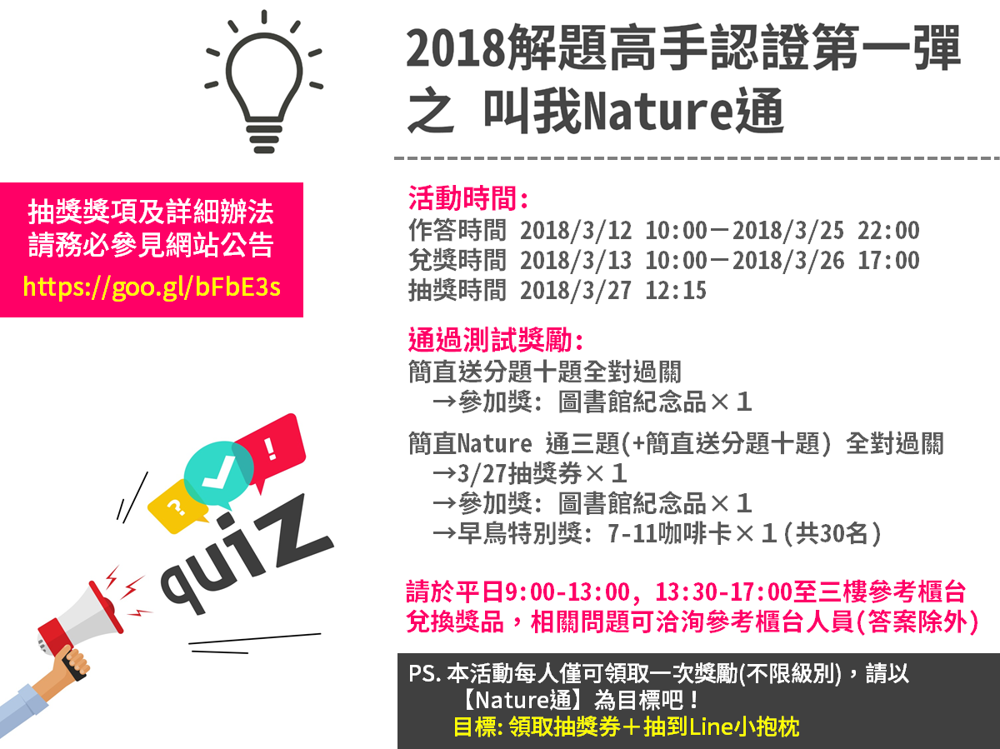 2018解題高手認證第一彈
之 叫我Nature通
抽獎獎項及詳細辦法
請務必參見網站公告
https://goo.gl/bFbE3s
活動時間:
作答時間 2018/3/12 10:00－2018/3/25 22:00
兌獎時間 2018/3/13 10:00－2018/3/26 17:00
抽獎時間 2018/3/27 12:15
通過測試獎勵:
簡直送分題十題全對過關
→參加獎: 圖書館紀念品×１
簡直Nature 通三題(+簡直送分題十題) 全對過關
→3/27抽獎券×１
→參加獎: 圖書館紀念品×１
→早鳥特別獎: 7-11咖啡卡×１(共30名)
? ✓ !
quiz
請於平日9:00-13:00, 13:30-17:00至三樓參考櫃台
兌換獎品，相關問題可洽洵參考櫃台人員(答案除外)
PS. 本活動每人僅可領取一次獎勵(不限級別)，請以
【Nature通】為目標吧！
目標: 領取抽獎券＋抽到Line小抱枕